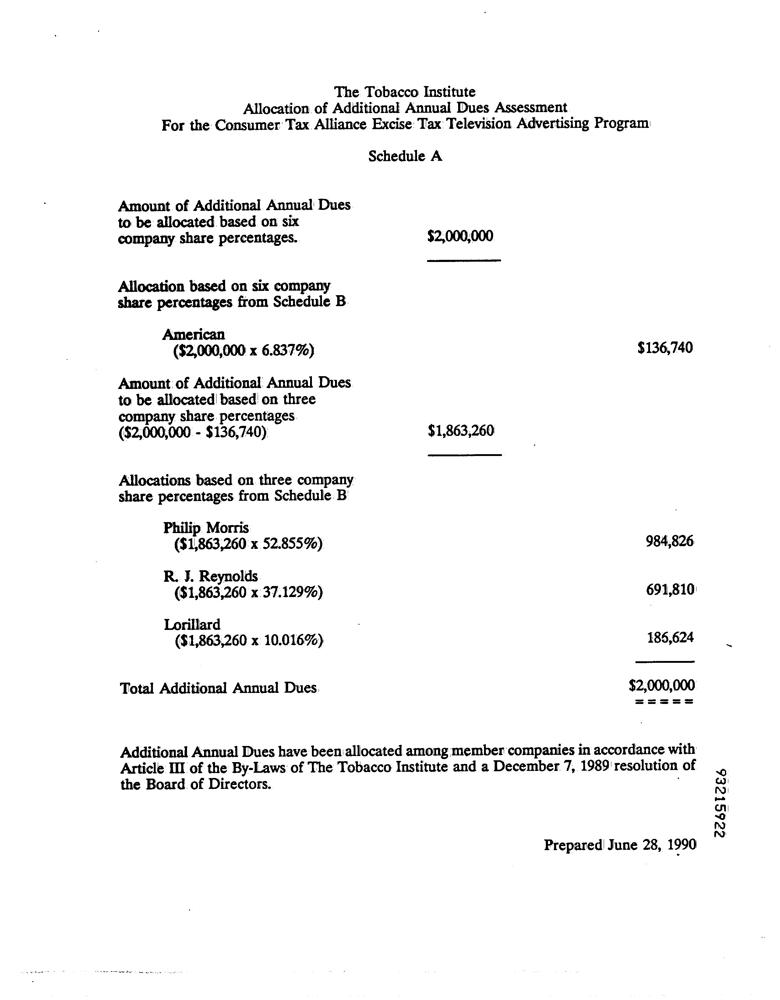 The Tobacco Institute
Allocation of Additional Annual Dues Assessment
For the Consumer Tax Alliance Excise Tax Television Advertising Program
Schedule A
Amount of Additional Annual Dues
to be allocated based on six
company share percentages. $2,000,000
Allocation based on six company
share percentages from Schedule B
American
($2,000,000 x 6.837%) $136,740
Amount of Additional Annual Dues
to be allocated based on three
company share percentages
($2,000,000 - $136,740) $1,863,260
Allocations based on three company
share percentages from Schedule B
Philip Morris
($1,863,260 x 52.855%) 984,826
R. J. Reynolds
($1,863,260 x 37.129%) 691,810
Lorillard
($1,863,260 x 10.016%) 186,624
Total Additional Annual Dues $2,000,000
=====
Additional Annual Dues have been allocated among member companies in accordance with
Article III of the By-Laws of The Tobacco Institute and a December 7, 1989 resolution of
the Board of Directors.
93215922
Prepared June 28, 1990